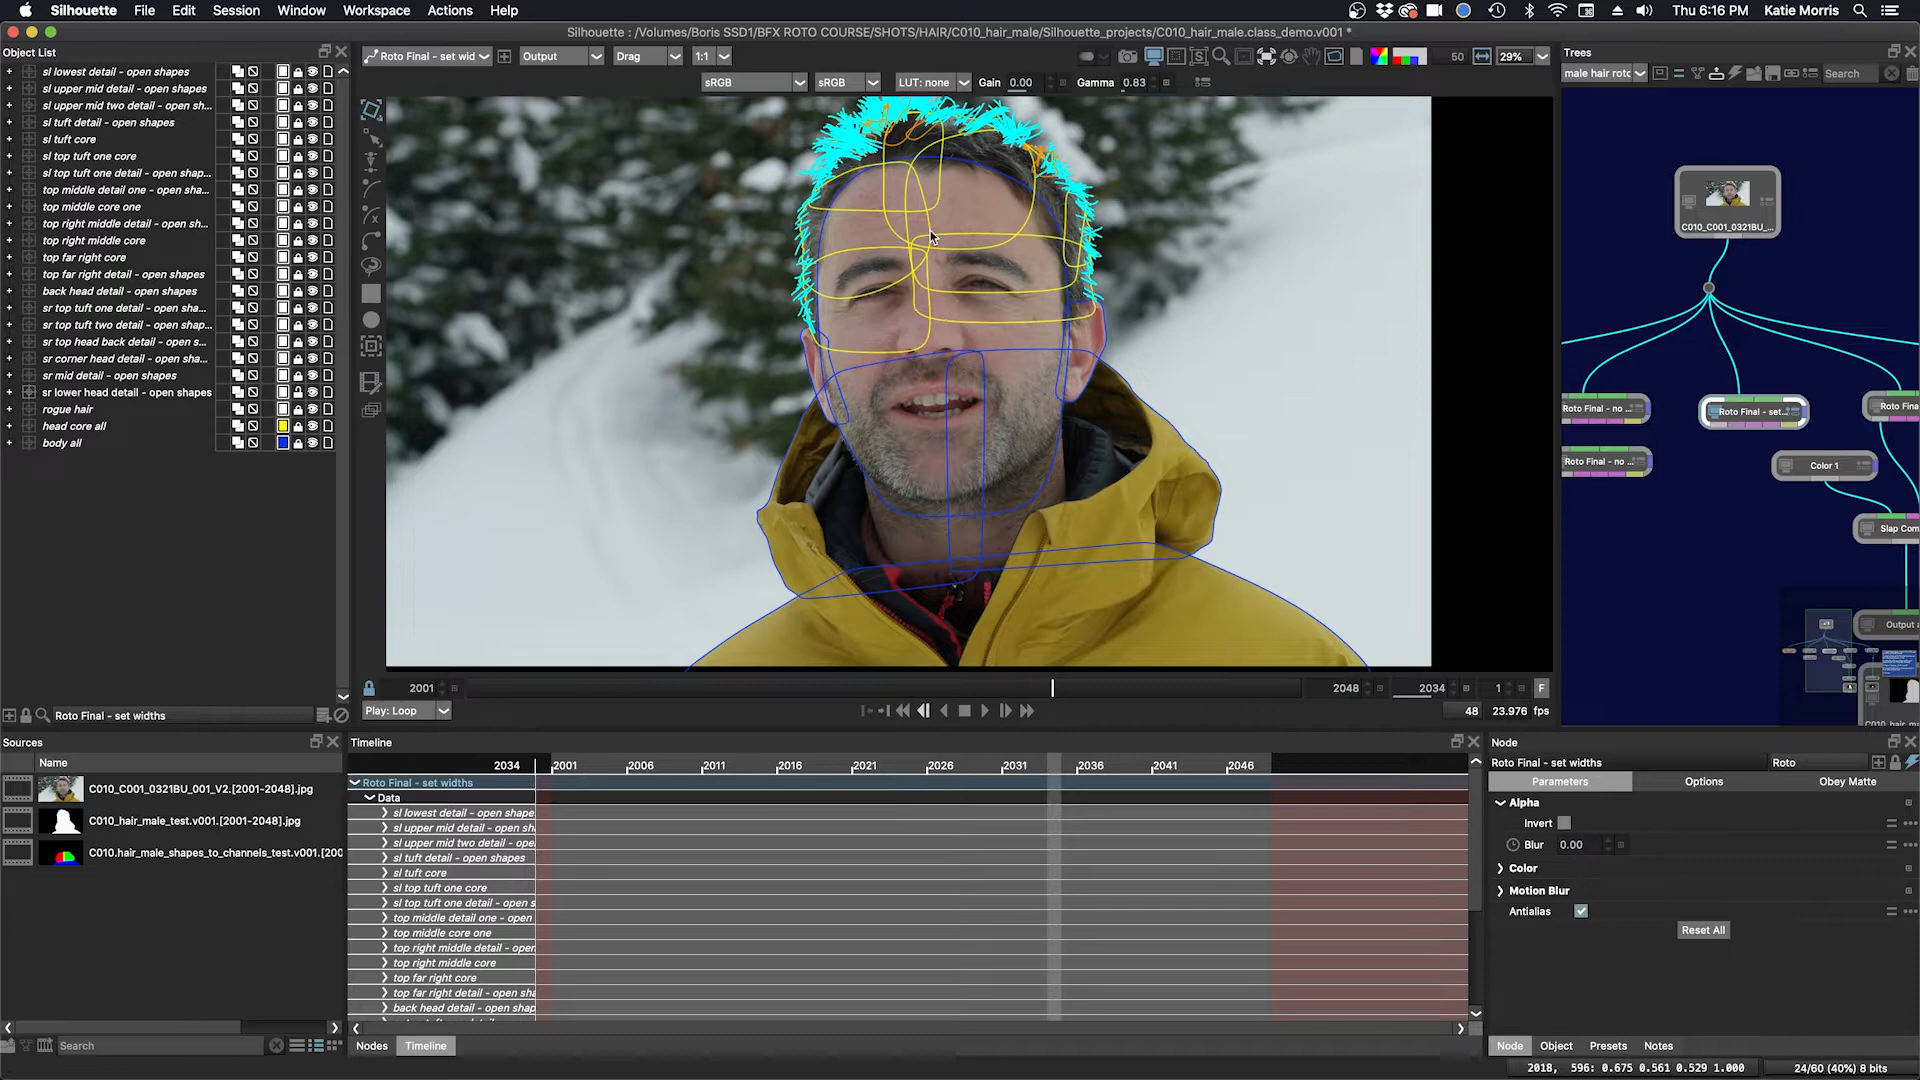 Silhouette File Edit Session Window Workspace Actions Help
Thu 6:16 PM Katie Morris
Silhouette : /Volumes/Boris SSD1/BFX ROTO COURSE/SHOTS/HAIR/C010_hair_male/Silhouette_projects/C010_hair_male.class_demo.v001 *
Object List
Roto Final - set wid Output Drag 1:1 50 29%
sRGB sRGB LUT: none Gain 0.00 Gamma 0.83
sl lowest detail - open shapes
sl upper mid detail - open shapes
sl upper mid two detail - open sh...
sl tuft detail - open shapes
sl tuft core
sl top tuft one core
sl top tuft one detail - open shap...
top middle detail one - open sha...
top middle core one
top right middle detail - open sh...
top right middle core
top far right core
top far right detail - open shapes
back head detail - open shapes
sr top tuft one detail - open sha...
sr top tuft two detail - open shap...
sr top head back detail - open s...
sr corner head detail - open sha...
sr mid detail - open shapes
sr lower head detail - open shapes
rogue hair
head core all
body all
Roto Final - set widths
2001 2048 2034 1 F
Play: Loop 48 23.976 fps
Trees
male hair roto Search
C010_C001_0321BU_...
Roto Final - no ...
Roto Final - set...
Roto Fina
Roto Final - no ...
Color 1
Slap Com
Output a
Sources
Name
C010_C001_0321BU_001_V2.[2001-2048].jpg
C010_hair_male_test.v001.[2001-2048].jpg
C010.hair_male_shapes_to_channels_test.v001.[200
Search
Timeline
2034 2001 2006 2011 2016 2021 2026 2031 2036 2041 2046
Roto Final - set widths
Data
sl lowest detail - open shape
sl upper mid detail - open sh
sl upper mid two detail - ope
sl tuft detail - open shapes
sl tuft core
sl top tuft one core
sl top tuft one detail - open s
top middle detail one - open
top middle core one
top right middle detail - open
top right middle core
top far right core
top far right detail - open sha
back head detail - open shap
Nodes Timeline
Node
Roto Final - set widths Roto
Parameters Options Obey Matte
Alpha
Invert
Blur 0.00
Color
Motion Blur
Antialias
Reset All
Node Object Presets Notes
2018, 596: 0.675 0.561 0.529 1.000 24/60 (40%) 8 bits